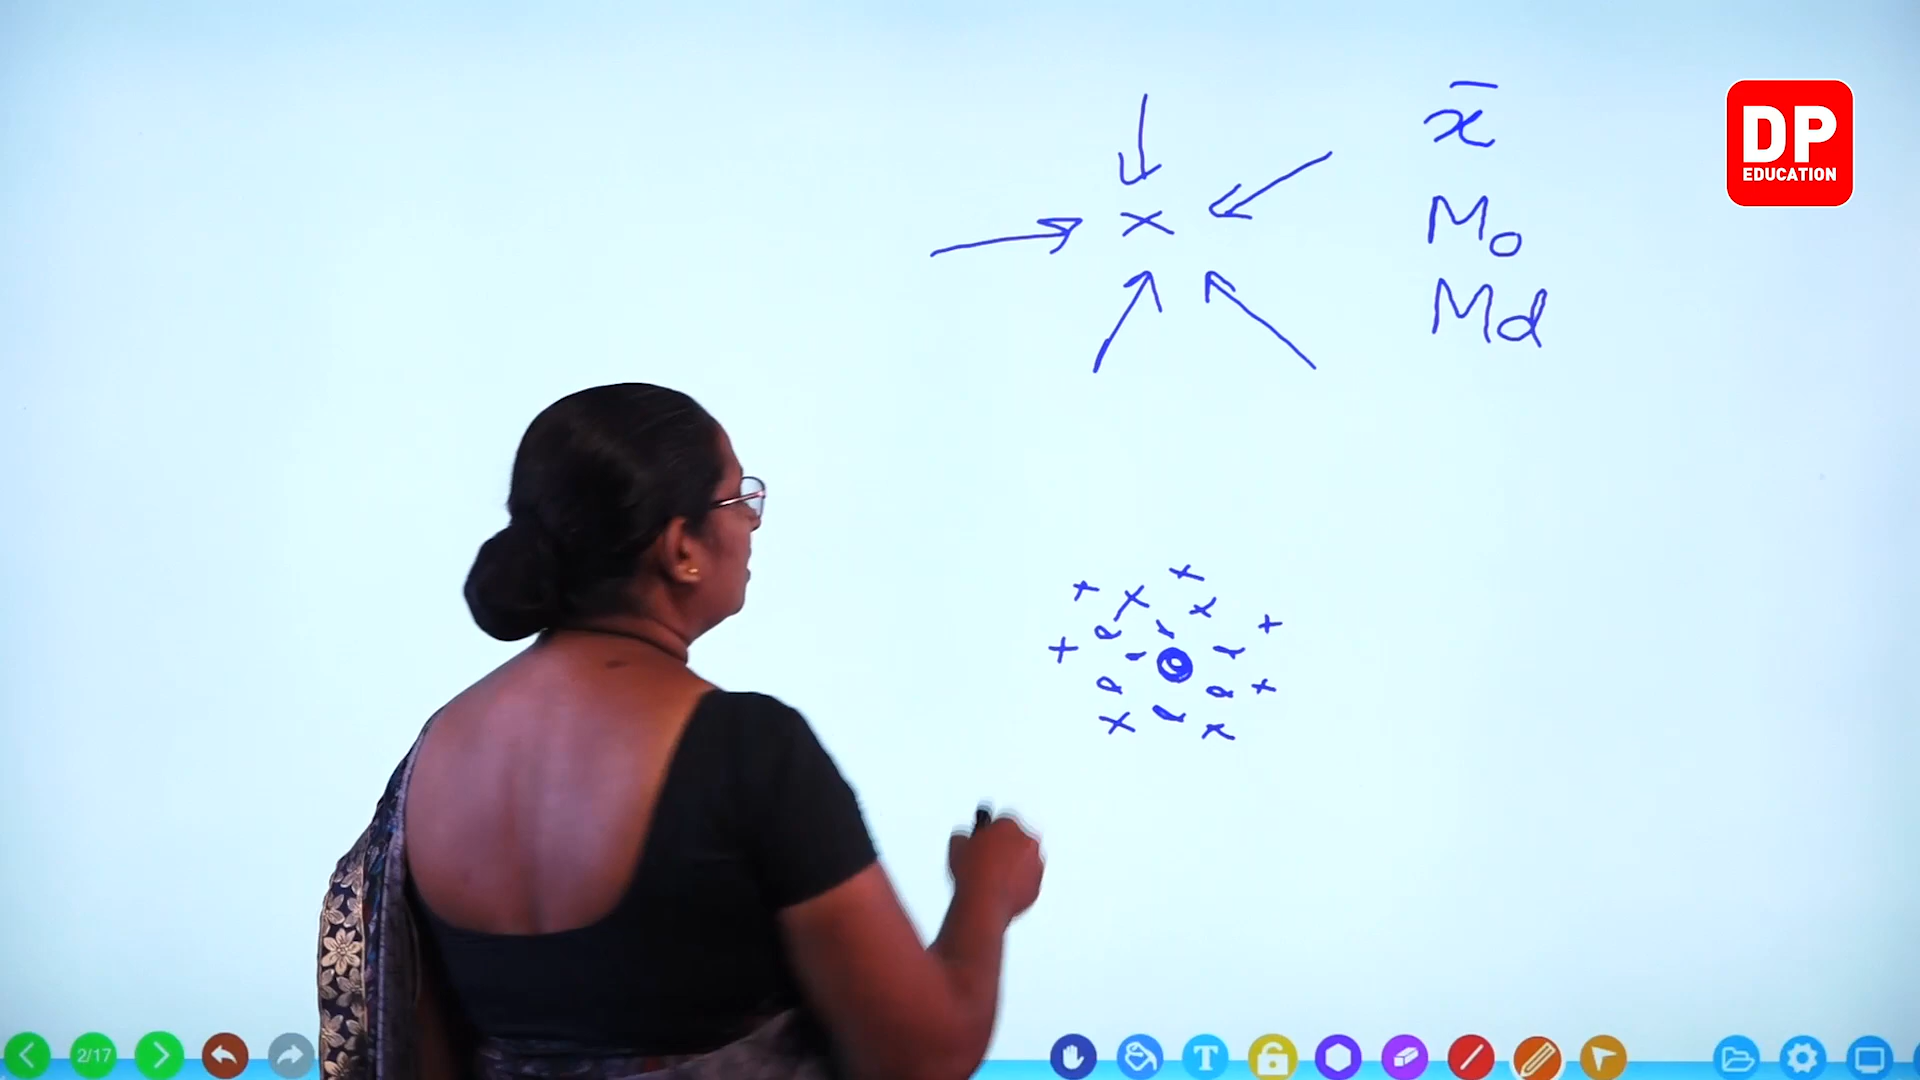 x̄
Mo
Md
x
DP
EDUCATION
2/17
T